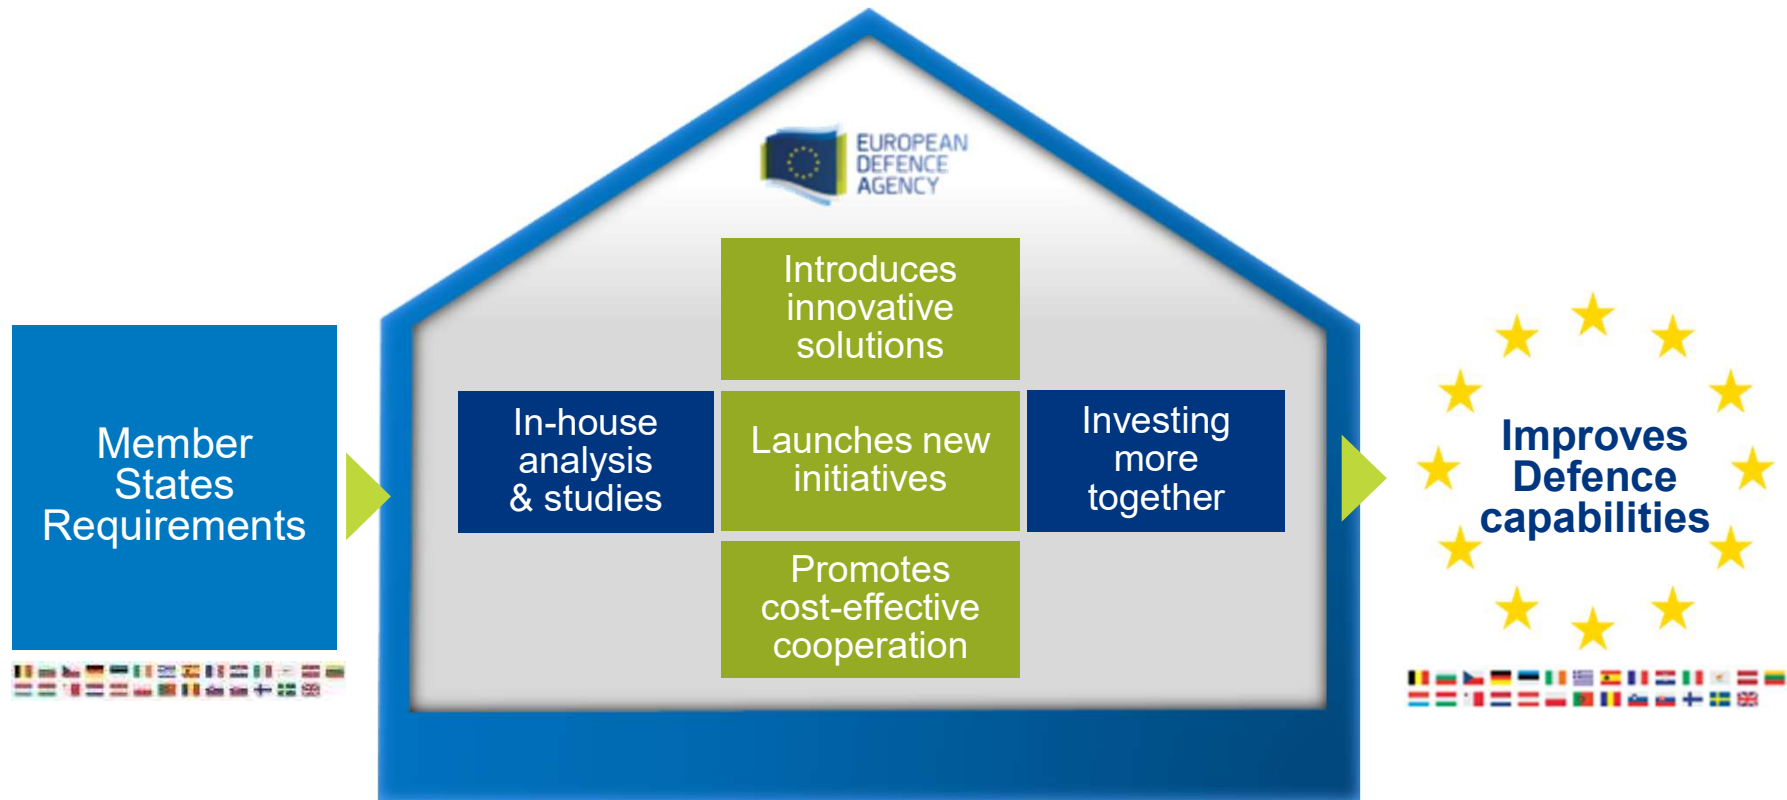 EUROPEAN
DEFENCE
AGENCY
Introduces
innovative
solutions
Member
States
Requirements
In-house
analysis
& studies
Launches new
initiatives
Investing
more
together
Promotes
cost-effective
cooperation
Improves
Defence
capabilities